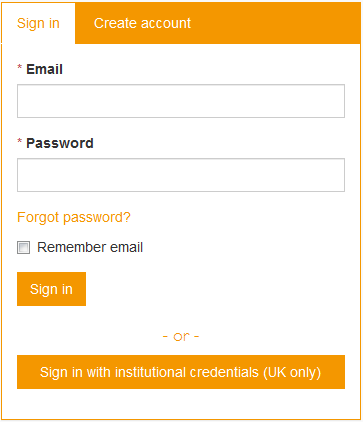 Sign in Create account
* Email
* Password
Forgot password?
Remember email
Sign in
- or -
Sign in with institutional credentials (UK only)